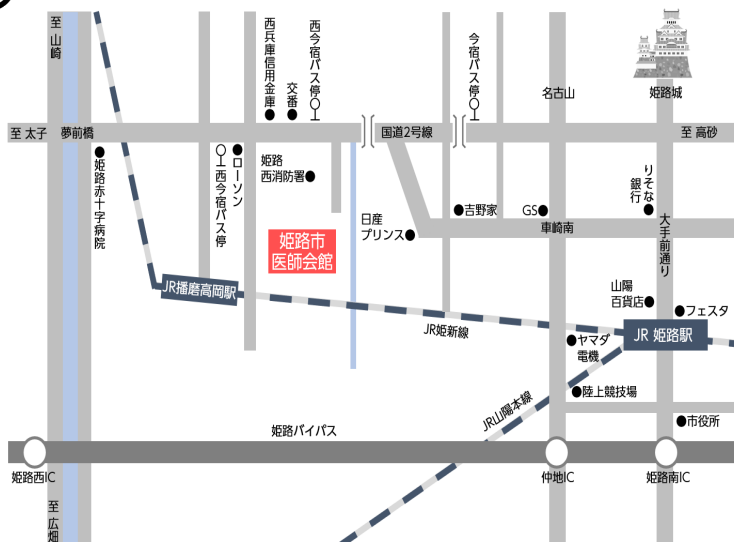 至 山崎
西兵庫信用金庫
交番
西今宿バス停
今宿バス停
名古山
姫路城
至 太子
夢前橋
国道2号線
至 高砂
姫路赤十字病院
西今宿バス停
ローソン
姫路
西消防署
りそな
銀行
吉野家
GS
日産
プリンス
車崎南
大手前通り
姫路市
医師会館
JR播磨高岡駅
山陽
百貨店
フェスタ
JR姫新線
JR 姫路駅
ヤマダ
電機
陸上競技場
JR山陽本線
市役所
姫路バイパス
姫路西IC
仲地IC
姫路南IC
至 広畑